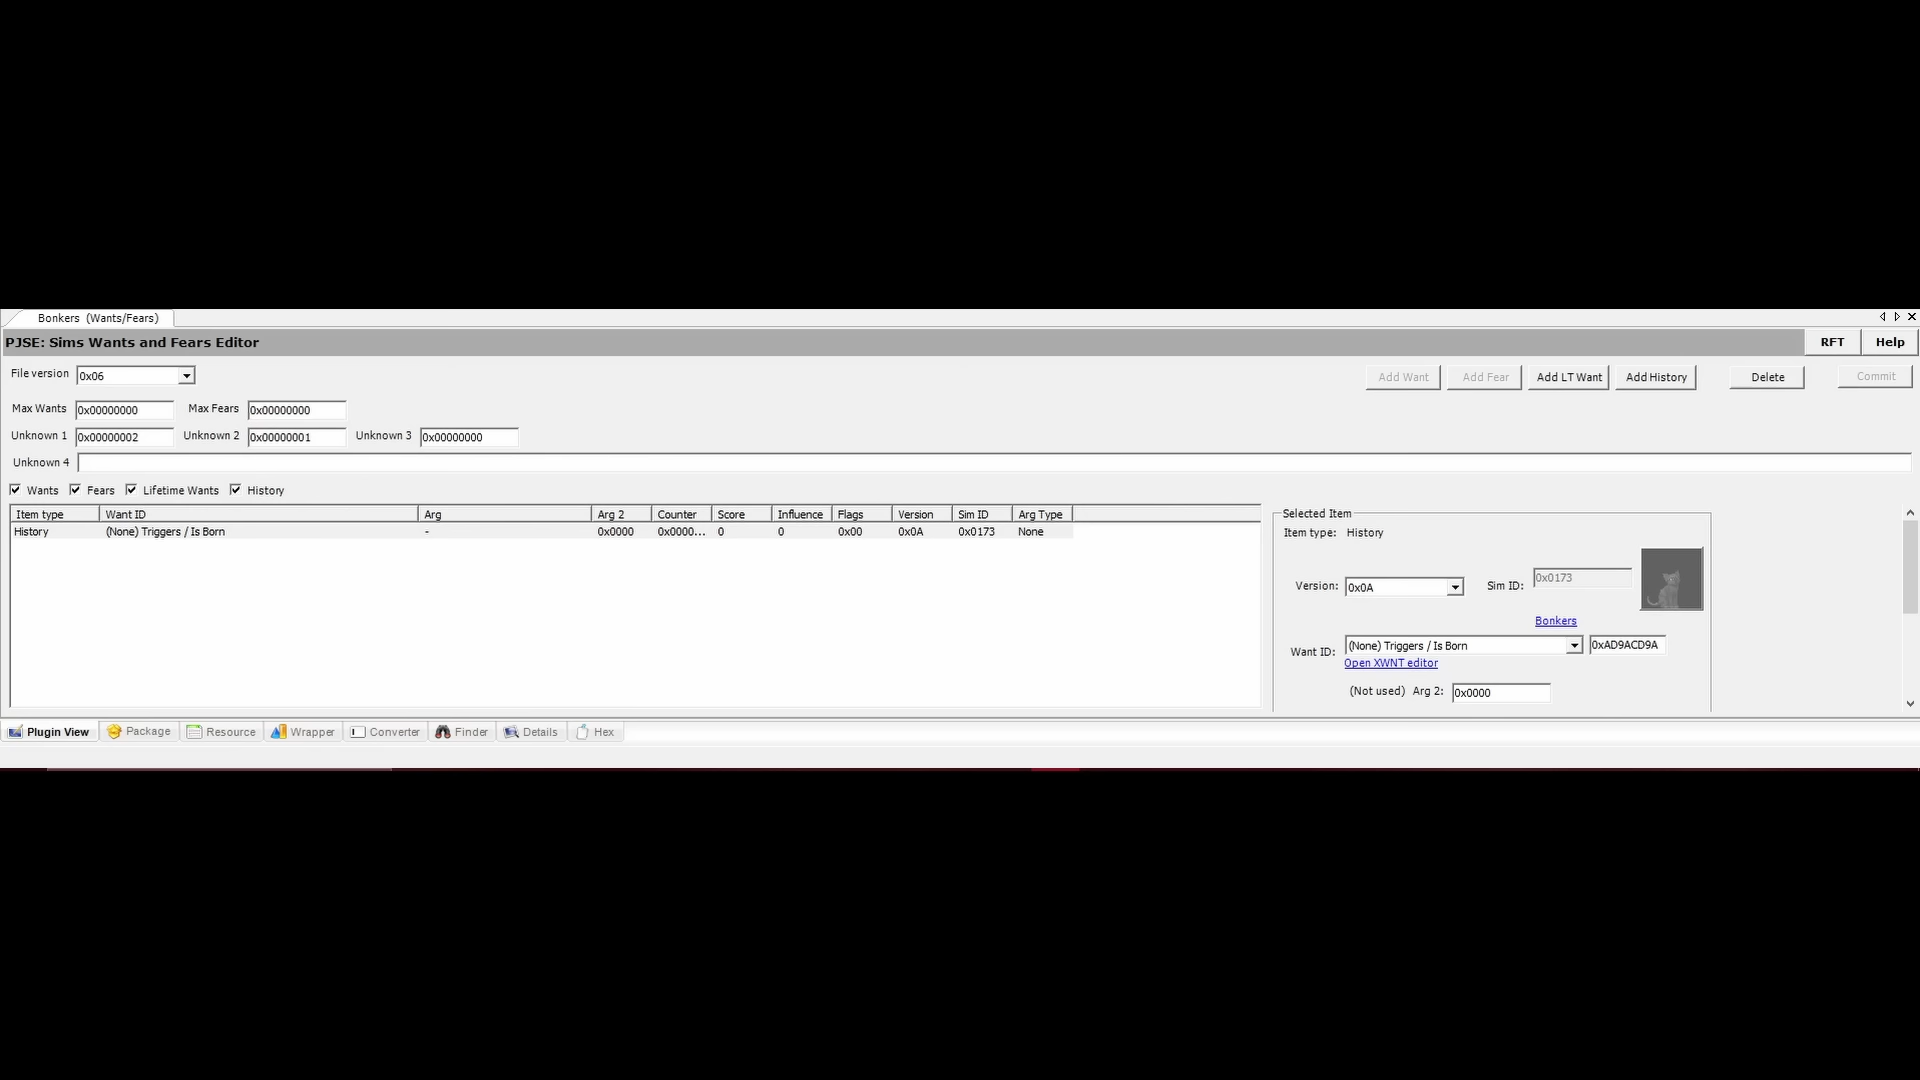 Bonkers (Wants/Fears)
PJSE: Sims Wants and Fears Editor RFT Help
File version 0x06 Add Want Add Fear Add LT Want Add History Delete Commit
Max Wants 0x00000000 Max Fears 0x00000000
Unknown 1 0x00000002 Unknown 2 0x00000001 Unknown 3 0x00000000
Unknown 4
Wants Fears Lifetime Wants History
Item type Want ID Arg Arg 2 Counter Score Influence Flags Version Sim ID Arg Type
History (None) Triggers / Is Born - 0x0000 0x0000... 0 0 0x00 0x0A 0x0173 None
Selected Item
Item type: History
Version: 0x0A Sim ID: 0x0173
Bonkers
Want ID: (None) Triggers / Is Born 0xAD9ACD9A
Open XWNT editor
(Not used) Arg 2: 0x0000
Plugin View Package Resource Wrapper Converter Finder Details Hex